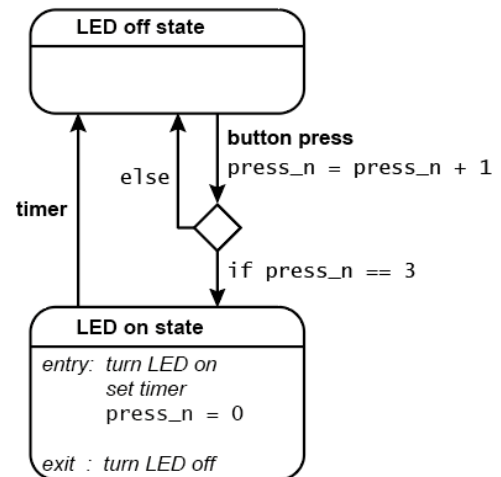 LED off state
button press
press_n = press_n + 1
else
timer
if press_n == 3
LED on state
entry: turn LED on
set timer
press_n = 0
exit : turn LED off